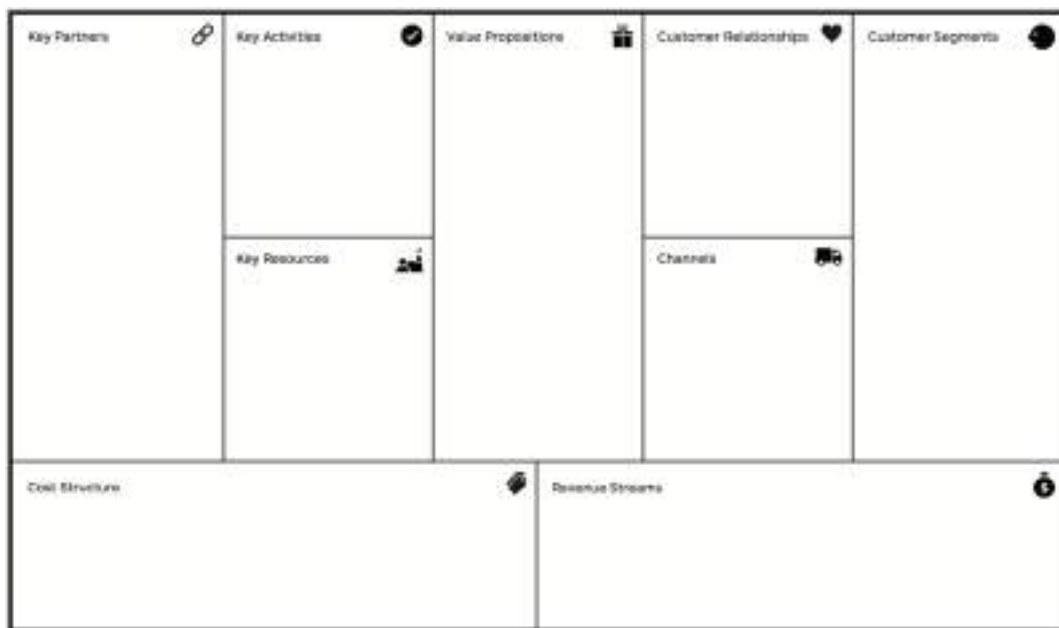 Key Partners
Key Activities
Value Propositions
Customer Relationships
Customer Segments
Key Resources
Channels
Cost Structure
Revenue Streams